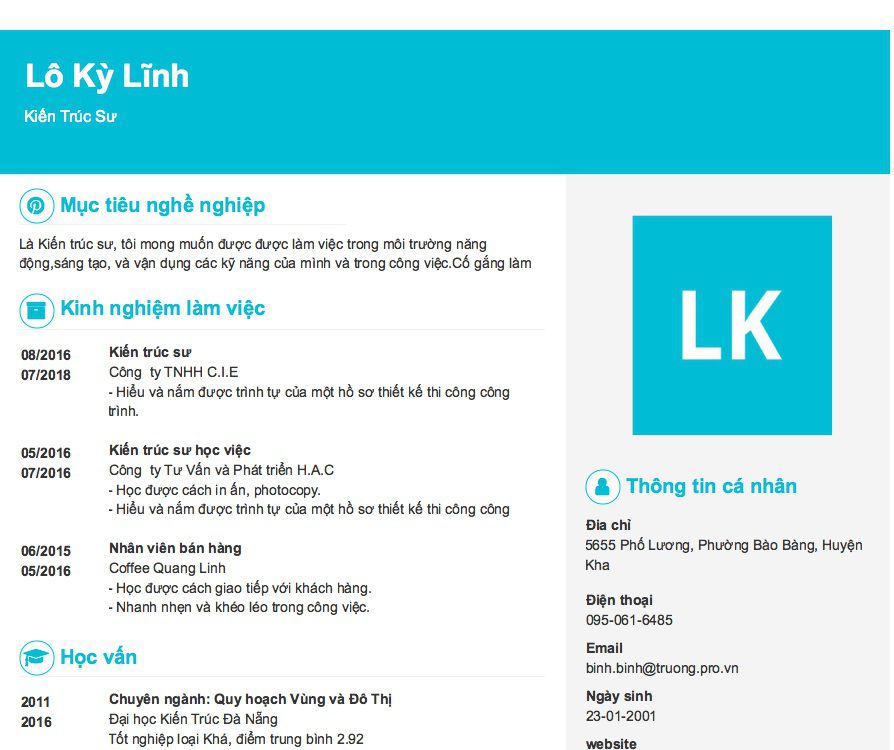 Lô Kỳ Lĩnh
Kiến Trúc Sư
Mục tiêu nghề nghiệp
Là Kiến trúc sư, tôi mong muốn được được làm việc trong môi trường năng
động,sáng tạo, và vận dụng các kỹ năng của mình và trong công việc.Cố gắng làm
Kinh nghiệm làm việc
08/2016
07/2018
Kiến trúc sư
Công ty TNHH C.I.E
- Hiểu và nắm được trình tự của một hồ sơ thiết kế thi công công
trình.
05/2016
07/2016
Kiến trúc sư học việc
Công ty Tư Vấn và Phát triển H.A.C
- Học được cách in ấn, photocopy.
- Hiểu và nắm được trình tự của một hồ sơ thiết kế thi công công
06/2015
05/2016
Nhân viên bán hàng
Coffee Quang Linh
- Học được cách giao tiếp với khách hàng.
- Nhanh nhẹn và khéo léo trong công việc.
Học vấn
2011
2016
Chuyên ngành: Quy hoạch Vùng và Đô Thị
Đại học Kiến Trúc Đà Nẵng
Tốt nghiệp loại Khá, điểm trung bình 2.92
LK
Thông tin cá nhân
Đia chỉ
5655 Phố Lương, Phường Bào Bàng, Huyện
Kha
Điện thoại
095-061-6485
Email
binh.binh@truong.pro.vn
Ngày sinh
23-01-2001
website